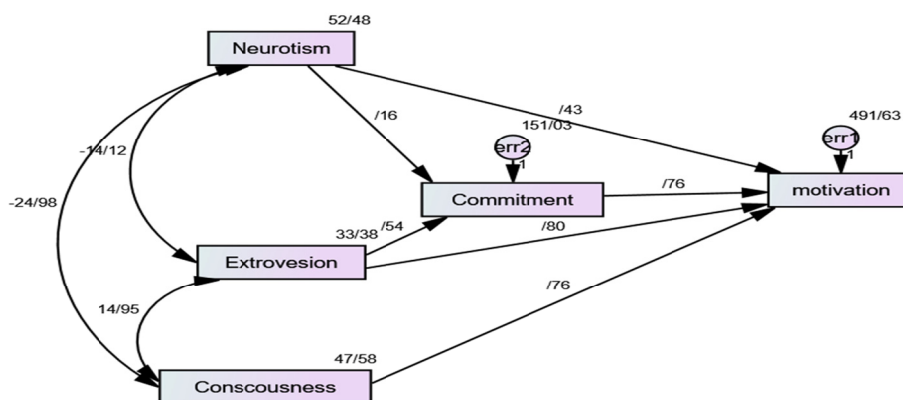 52/48
Neurotism
/16
/43
151/03
err2
1
491/63
err1
1
-14/12
-24/98
Commitment
/76
motivation
33/38
/54
/80
Extrovesion
14/95
/76
47/58
Conscousness